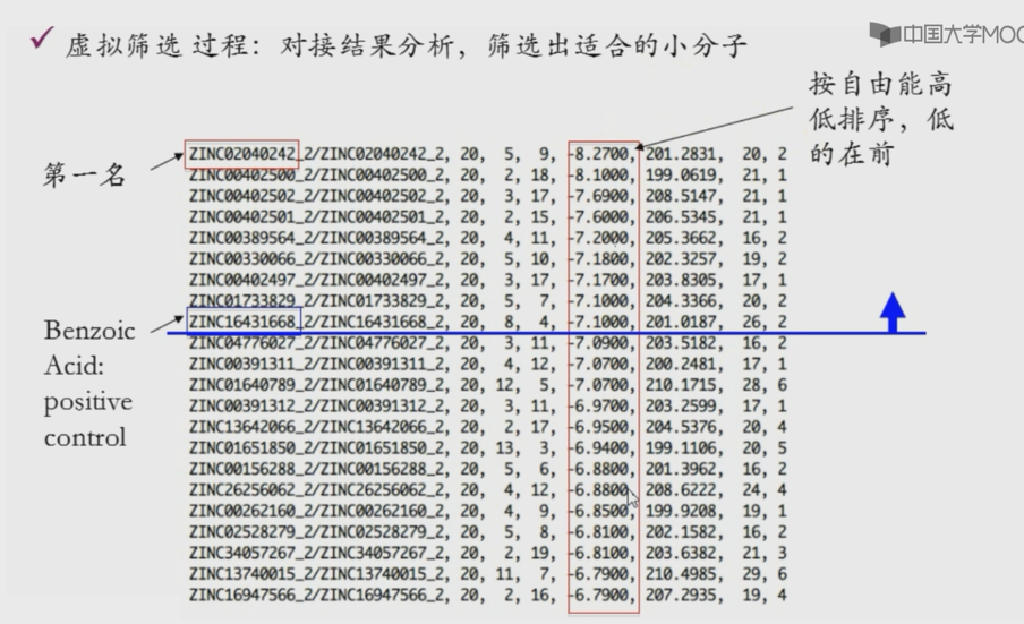 ✓ 虚拟筛选 过程：对接结果分析，筛选出适合的小分子
中国大学MOO
按自由能高
低排序，低
的在前
第一名
ZINC02040242_2/ZINC02040242_2, 20, 5, 9, -8.2700, 201.2831, 20, 2
ZINC00402500_2/ZINC00402500_2, 20, 2, 18, -8.1000, 199.0619, 21, 1
ZINC00402502_2/ZINC00402502_2, 20, 3, 17, -7.6900, 208.5147, 21, 1
ZINC00402501_2/ZINC00402501_2, 20, 2, 15, -7.6000, 206.5345, 21, 1
ZINC00389564_2/ZINC00389564_2, 20, 4, 11, -7.2000, 205.3662, 16, 2
ZINC00330066_2/ZINC00330066_2, 20, 5, 10, -7.1800, 202.3257, 19, 2
ZINC00402497_2/ZINC00402497_2, 20, 3, 17, -7.1700, 203.8305, 17, 1
ZINC01733829_2/ZINC01733829_2, 20, 5, 7, -7.1000, 204.3366, 20, 2
ZINC16431668_2/ZINC16431668_2, 20, 8, 4, -7.1000, 201.0187, 26, 2
ZINC04776027_2/ZINC04776027_2, 20, 3, 11, -7.0900, 203.5182, 16, 2
ZINC00391311_2/ZINC00391311_2, 20, 4, 12, -7.0700, 200.2481, 17, 1
ZINC01640789_2/ZINC01640789_2, 20, 12, 5, -7.0700, 210.1715, 28, 6
ZINC00391312_2/ZINC00391312_2, 20, 3, 11, -6.9700, 203.2599, 17, 1
ZINC13642066_2/ZINC13642066_2, 20, 2, 17, -6.9500, 204.5376, 20, 4
ZINC01651850_2/ZINC01651850_2, 20, 13, 3, -6.9400, 199.1106, 20, 5
ZINC00156288_2/ZINC00156288_2, 20, 5, 6, -6.8800, 201.3962, 16, 2
ZINC26256062_2/ZINC26256062_2, 20, 4, 12, -6.8800, 208.6222, 24, 4
ZINC00262160_2/ZINC00262160_2, 20, 4, 9, -6.8500, 199.9208, 19, 1
ZINC02528279_2/ZINC02528279_2, 20, 5, 8, -6.8100, 202.1582, 16, 2
ZINC34057267_2/ZINC34057267_2, 20, 2, 19, -6.8100, 203.6382, 21, 3
ZINC13740015_2/ZINC13740015_2, 20, 11, 7, -6.7900, 210.4985, 29, 6
ZINC16947566_2/ZINC16947566_2, 20, 2, 16, -6.7900, 207.2935, 19, 4
Benzoic
Acid:
positive
control